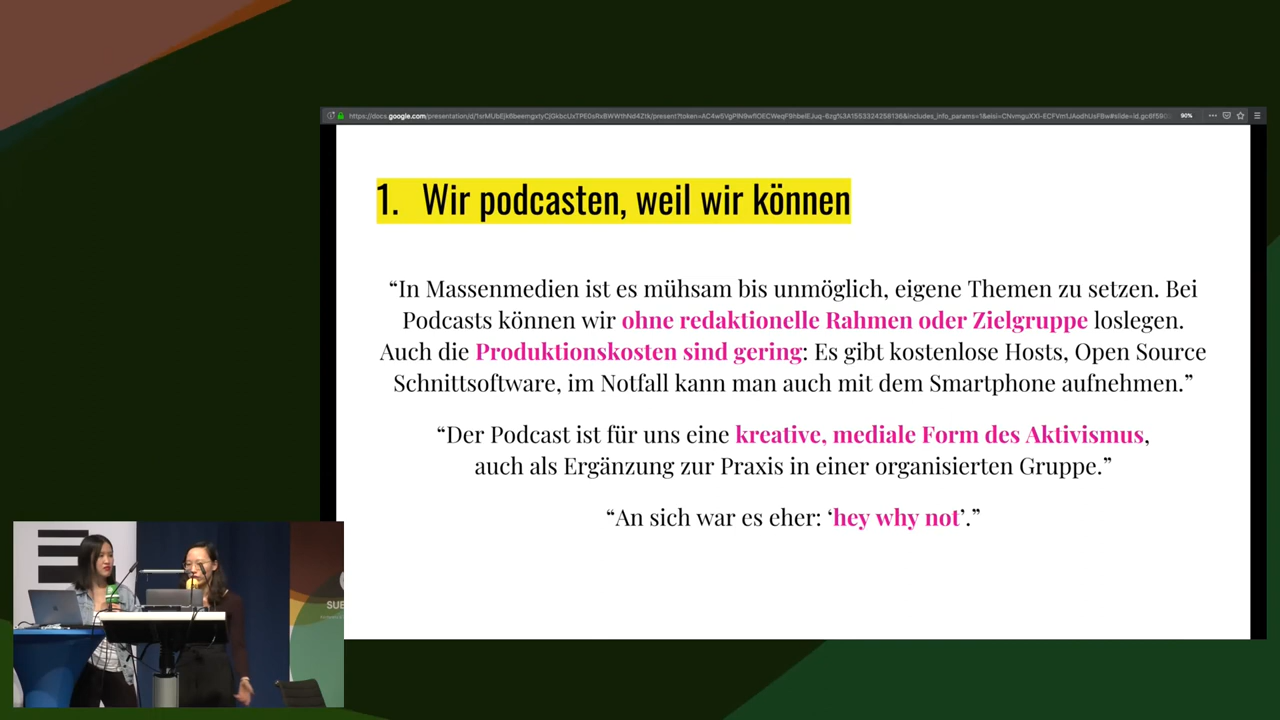 1. Wir podcasten, weil wir können
“In Massenmedien ist es mühsam bis unmöglich, eigene Themen zu setzen. Bei
Podcasts können wir ohne redaktionelle Rahmen oder Zielgruppe loslegen.
Auch die Produktionskosten sind gering: Es gibt kostenlose Hosts, Open Source
Schnittsoftware, im Notfall kann man auch mit dem Smartphone aufnehmen.”
“Der Podcast ist für uns eine kreative, mediale Form des Aktivismus,
auch als Ergänzung zur Praxis in einer organisierten Gruppe.”
“An sich war es eher: ‘hey why not’.”
90%
SUB